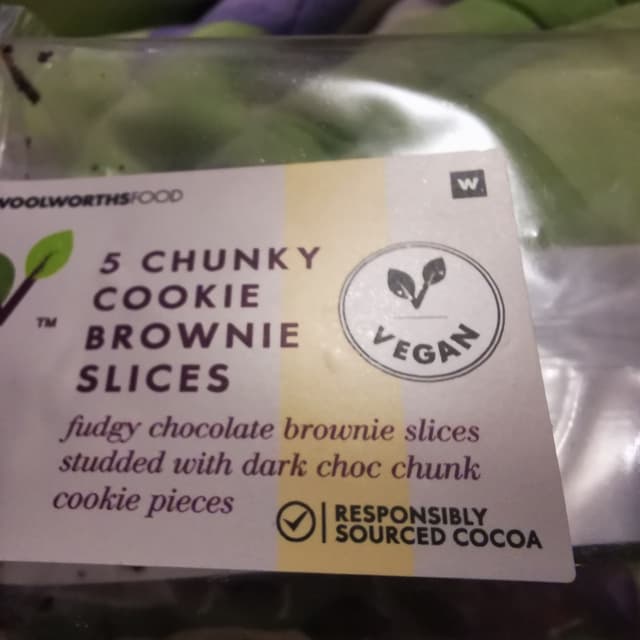 WOOLWORTHSFOOD
W
5 CHUNKY
COOKIE
BROWNIE
SLICES
TM
VEGAN
fudgy chocolate brownie slices
studded with dark choc chunk
cookie pieces
RESPONSIBLY
SOURCED COCOA